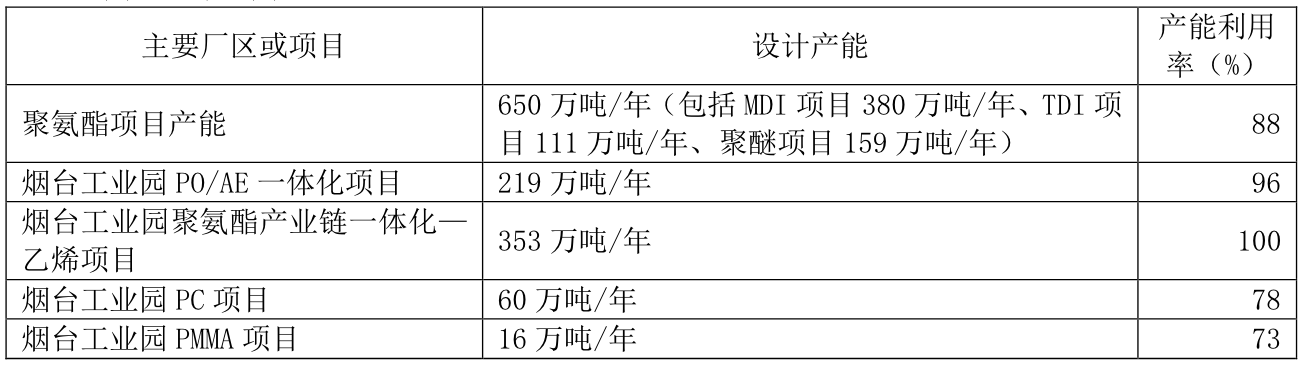 主要厂区或项目
设计产能
产能利用
率（%）
聚氨酯项目产能
650 万吨/年（包括 MDI 项目 380 万吨/年、TDI 项
目 111 万吨/年、聚醚项目 159 万吨/年）
88
烟台工业园 PO/AE 一体化项目
219 万吨/年
96
烟台工业园聚氨酯产业链一体化—
乙烯项目
353 万吨/年
100
烟台工业园 PC 项目
60 万吨/年
78
烟台工业园 PMMA 项目
16 万吨/年
73